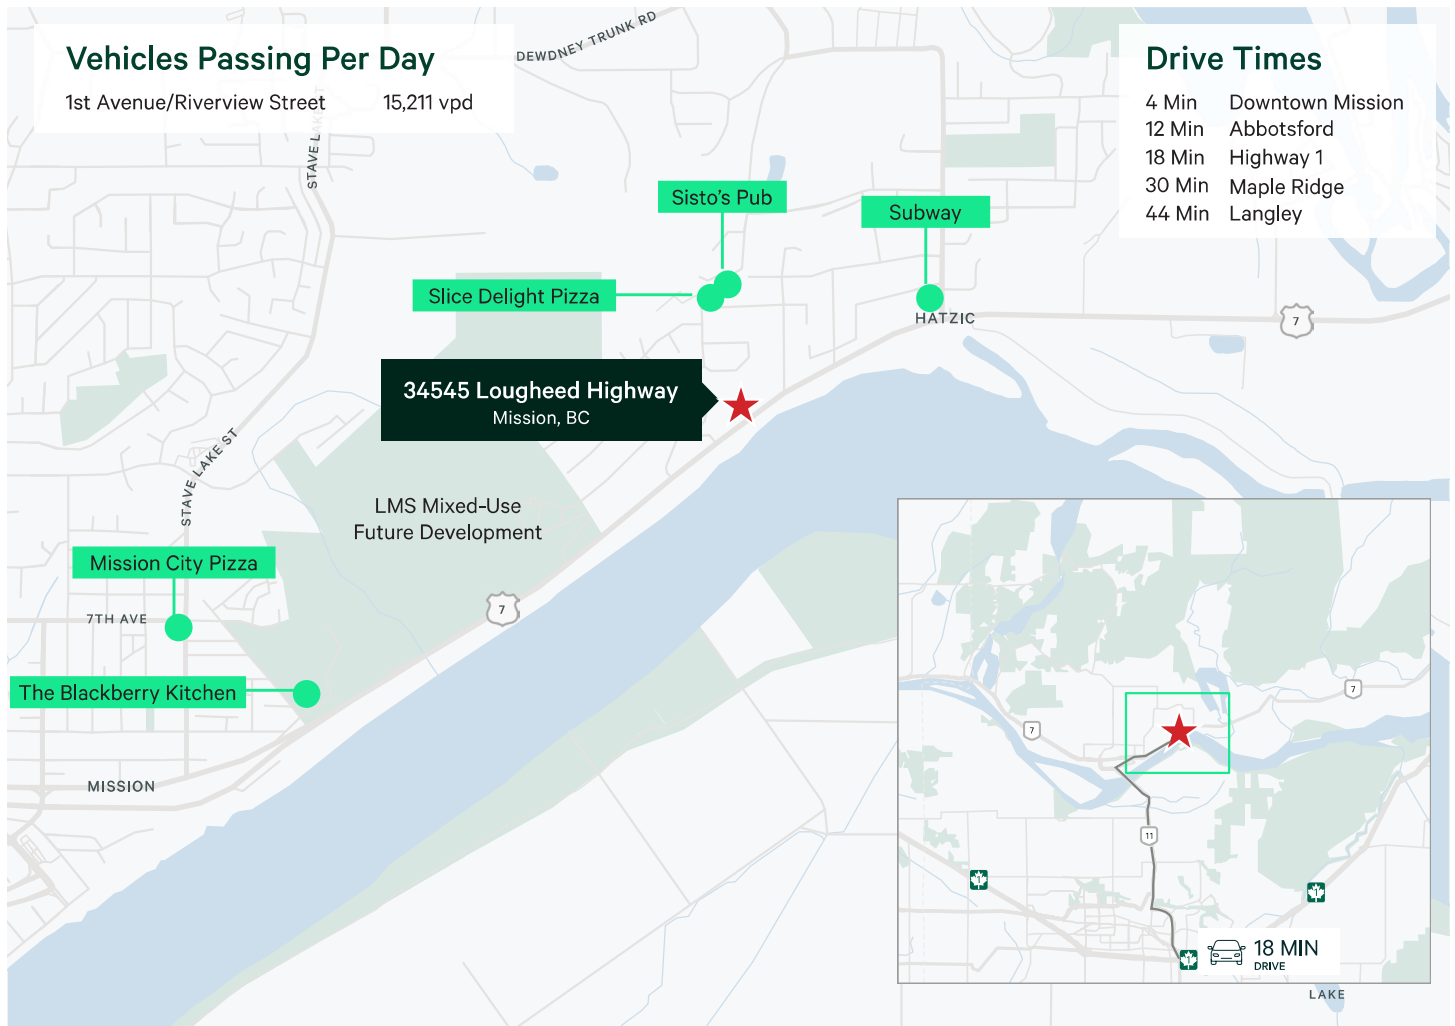 Vehicles Passing Per Day
1st Avenue/Riverview Street 15,211 vpd
DEWDNEY TRUNK RD
Drive Times
4 Min Downtown Mission
12 Min Abbotsford
18 Min Highway 1
30 Min Maple Ridge
44 Min Langley
Sisto's Pub
Subway
Slice Delight Pizza
HATZIC
7
34545 Lougheed Highway
Mission, BC
STAVE LAKE ST
LMS Mixed-Use
Future Development
Mission City Pizza
7TH AVE
7
The Blackberry Kitchen
MISSION
7
7
11
1
1
1
18 MIN
DRIVE
LAKE